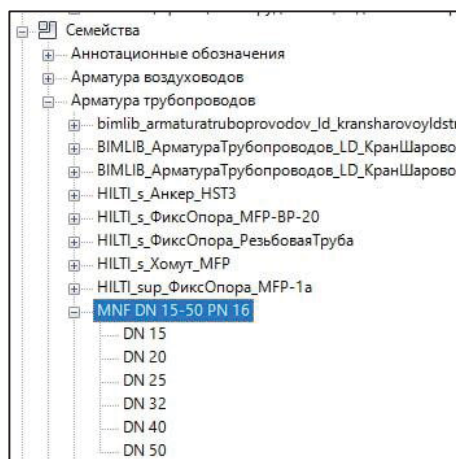 Семейства
Аннотационные обозначения
Арматура воздуховодов
Арматура трубопроводов
bimlib_armaturatruboprovodov_ld_kransharovoyldstr
BIMLIB_АрматураТрубопроводов_LD_КранШарово
BIMLIB_АрматураТрубопроводов_LD_КранШарово
HILTI_s_Анкер_HST3
HILTI_s_ФиксОпора_MFP-BP-20
HILTI_s_ФиксОпора_РезьбоваяТруба
HILTI_s_Хомут_MFP
HILTI_sup_ФиксОпора_MFP-1a
MNF DN 15-50 PN 16
DN 15
DN 20
DN 25
DN 32
DN 40
DN 50